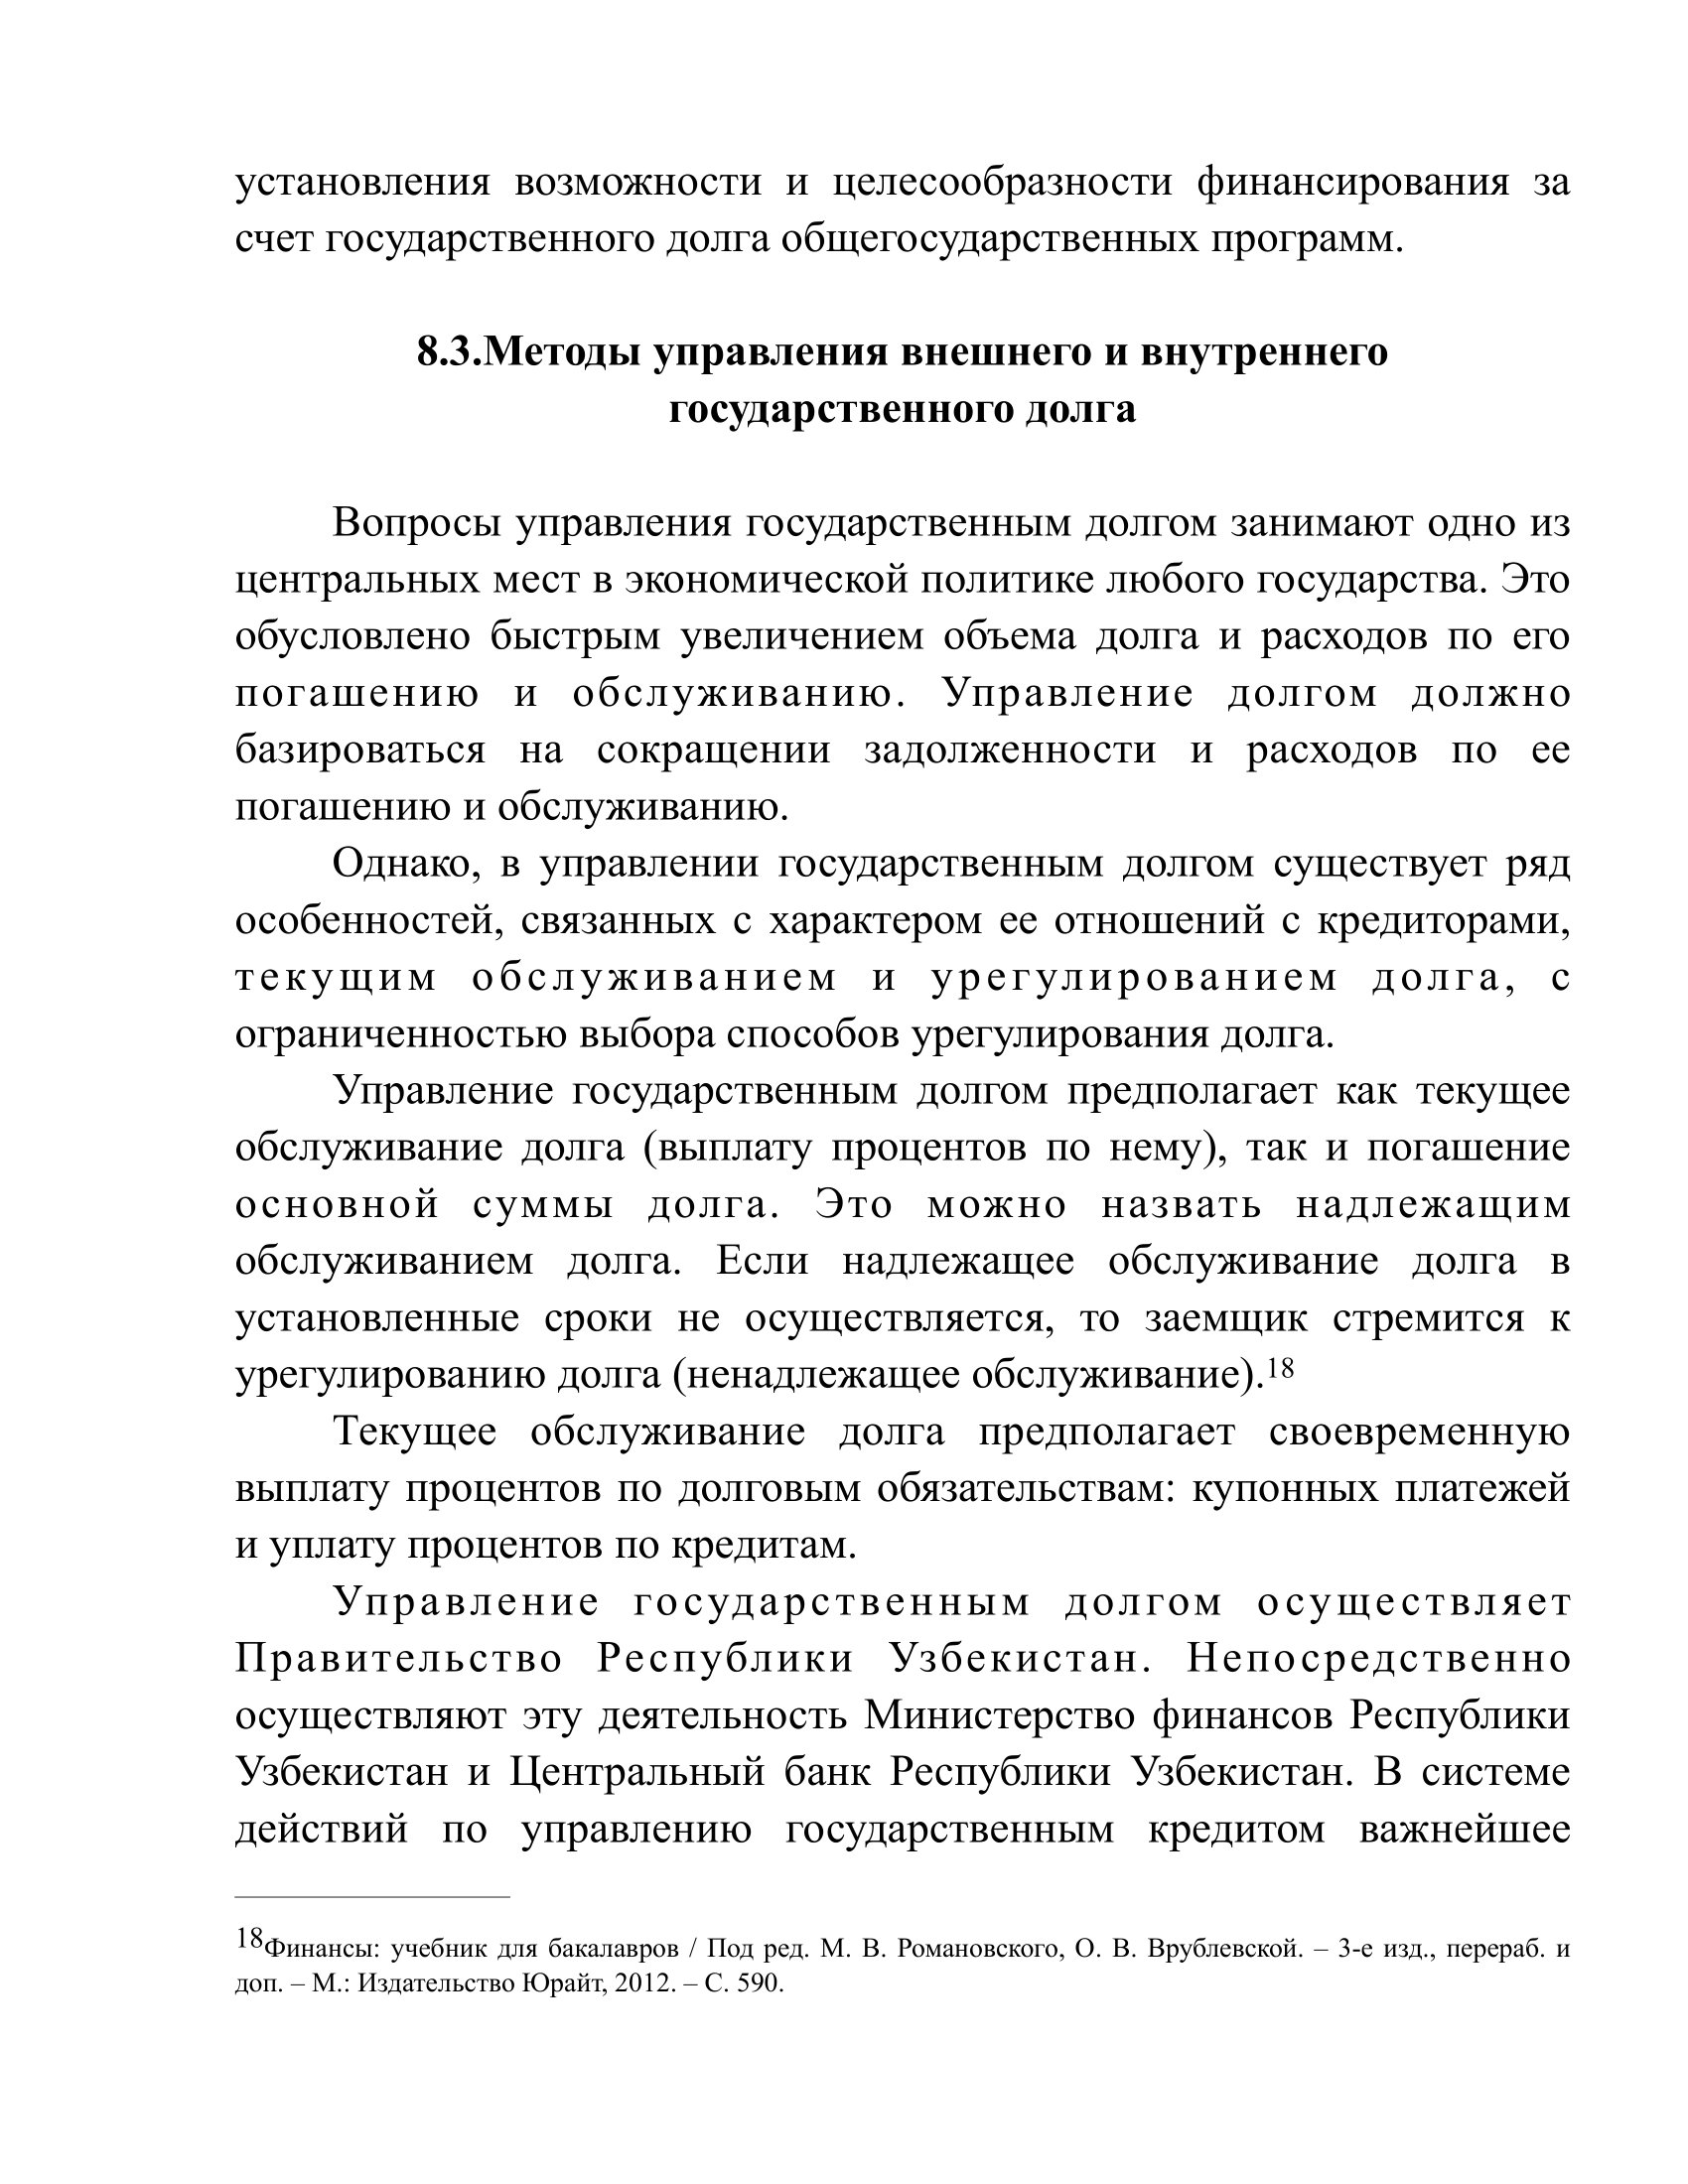 установления возможности и целесообразности финансирования за
счет государственного долга общегосударственных программ.
8.3.Методы управления внешнего и внутреннего
государственного долга
Вопросы управления государственным долгом занимают одно из
центральных мест в экономической политике любого государства. Это
обусловлено быстрым увеличением объема долга и расходов по его
погашению и обслуживанию. Управление долгом должно
базироваться на сокращении задолженности и расходов по ее
погашению и обслуживанию.
Однако, в управлении государственным долгом существует ряд
особенностей, связанных с характером ее отношений с кредиторами,
текущим обслуживанием и урегулированием долга, с
ограниченностью выбора способов урегулирования долга.
Управление государственным долгом предполагает как текущее
обслуживание долга (выплату процентов по нему), так и погашение
основной суммы долга. Это можно назвать надлежащим
обслуживанием долга. Если надлежащее обслуживание долга в
установленные сроки не осуществляется, то заемщик стремится к
урегулированию долга (ненадлежащее обслуживание).18
Текущее обслуживание долга предполагает своевременную
выплату процентов по долговым обязательствам: купонных платежей
и уплату процентов по кредитам.
Управление государственным долгом осуществляет
Правительство Республики Узбекистан. Непосредственно
осуществляют эту деятельность Министерство финансов Республики
Узбекистан и Центральный банк Республики Узбекистан. В системе
действий по управлению государственным кредитом важнейшее
18Финансы: учебник для бакалавров / Под ред. М. В. Романовского, О. В. Врублевской. – 3-е изд., перераб. и
доп. – М.: Издательство Юрайт, 2012. – С. 590.